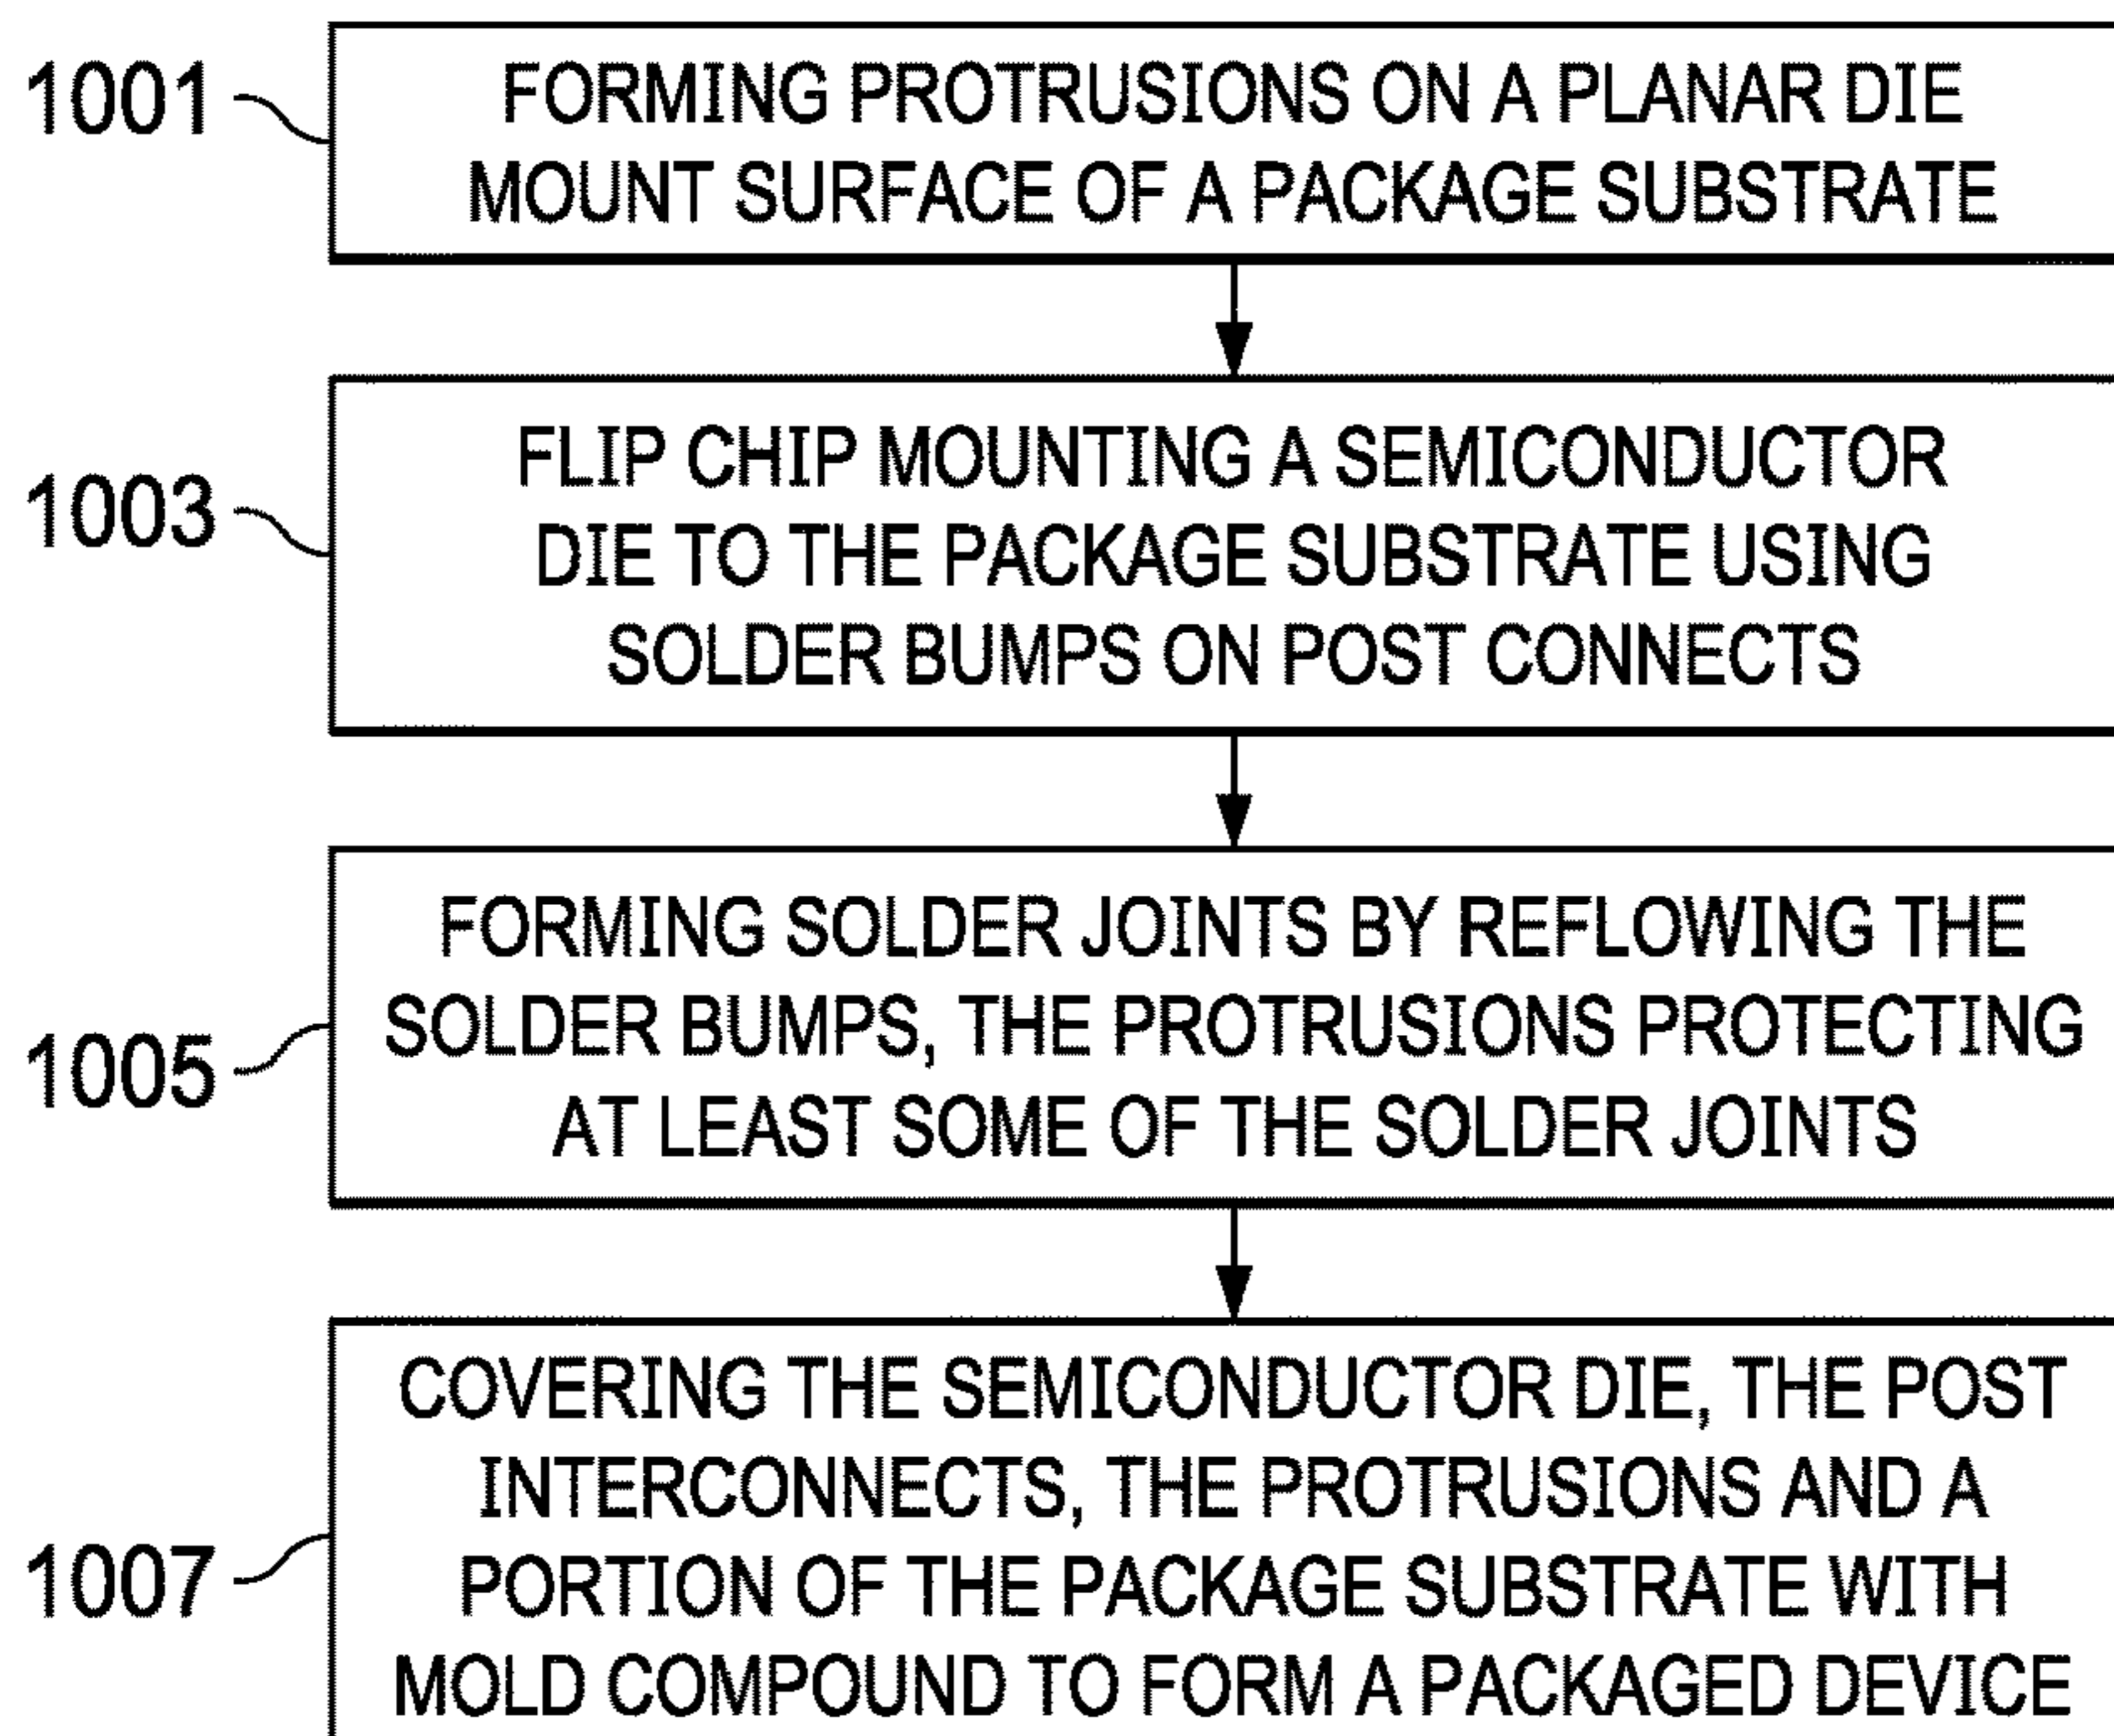 1001
FORMING PROTRUSIONS ON A PLANAR DIE
MOUNT SURFACE OF A PACKAGE SUBSTRATE
1003
FLIP CHIP MOUNTING A SEMICONDUCTOR
DIE TO THE PACKAGE SUBSTRATE USING
SOLDER BUMPS ON POST CONNECTS
1005
FORMING SOLDER JOINTS BY REFLOWING THE
SOLDER BUMPS, THE PROTRUSIONS PROTECTING
AT LEAST SOME OF THE SOLDER JOINTS
1007
COVERING THE SEMICONDUCTOR DIE, THE POST
INTERCONNECTS, THE PROTRUSIONS AND A
PORTION OF THE PACKAGE SUBSTRATE WITH
MOLD COMPOUND TO FORM A PACKAGED DEVICE